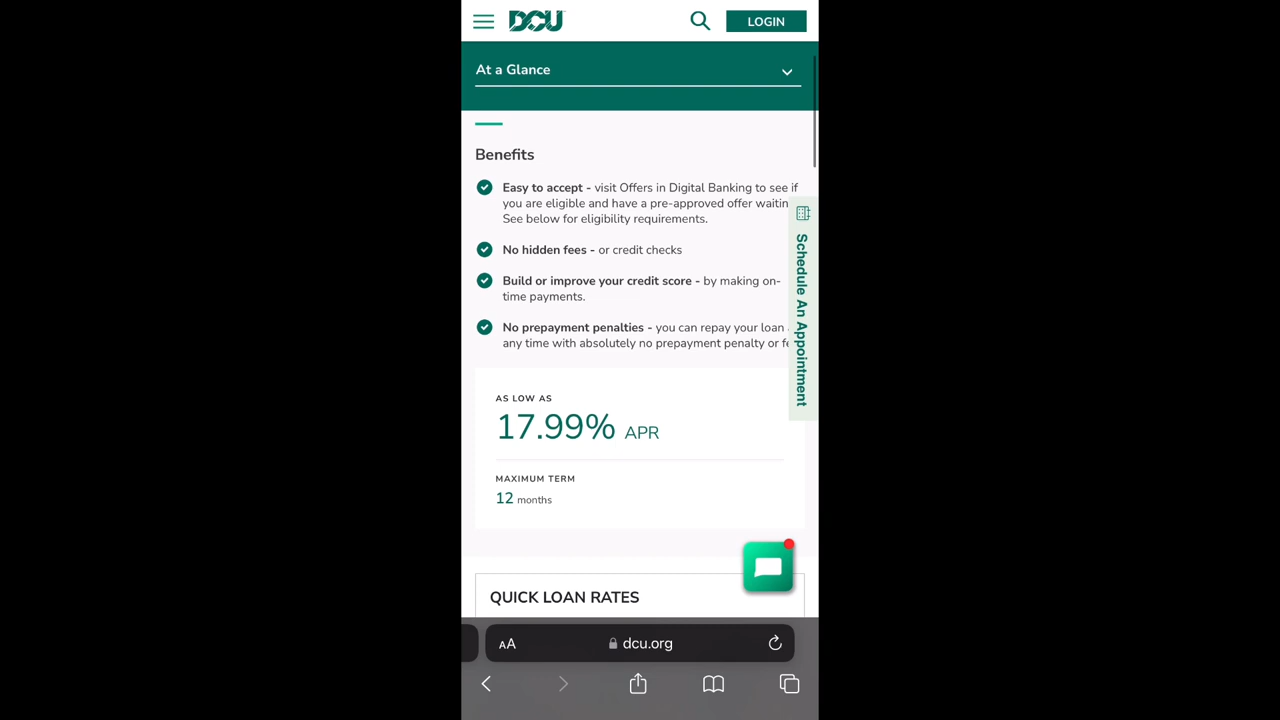 DCU
LOGIN
At a Glance
Benefits
Easy to accept - visit Offers in Digital Banking to see if
you are eligible and have a pre-approved offer waitin
See below for eligibility requirements.
No hidden fees - or credit checks
Build or improve your credit score - by making on-
time payments.
No prepayment penalties - you can repay your loan
any time with absolutely no prepayment penalty or fe
Schedule An Appointment
AS LOW AS
17.99% APR
MAXIMUM TERM
12 months
QUICK LOAN RATES
AA
dcu.org